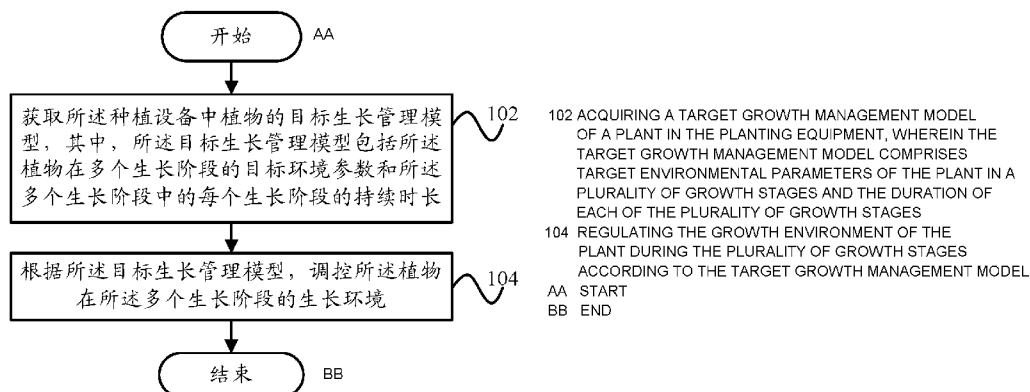 开始 AA
获取所述种植设备中植物的目标生长管理模
型，其中，所述目标生长管理模型包括所述
植物在多个生长阶段的目标环境参数和所述
多个生长阶段中的每个生长阶段的持续时长
102
根据所述目标生长管理模型，调控所述植物
在所述多个生长阶段的生长环境
104
结束 BB
102 ACQUIRING A TARGET GROWTH MANAGEMENT MODEL
OF A PLANT IN THE PLANTING EQUIPMENT, WHEREIN THE
TARGET GROWTH MANAGEMENT MODEL COMPRISES
TARGET ENVIRONMENTAL PARAMETERS OF THE PLANT IN A
PLURALITY OF GROWTH STAGES AND THE DURATION OF
EACH OF THE PLURALITY OF GROWTH STAGES
104 REGULATING THE GROWTH ENVIRONMENT OF THE
PLANT DURING THE PLURALITY OF GROWTH STAGES
ACCORDING TO THE TARGET GROWTH MANAGEMENT MODEL
AA START
BB END